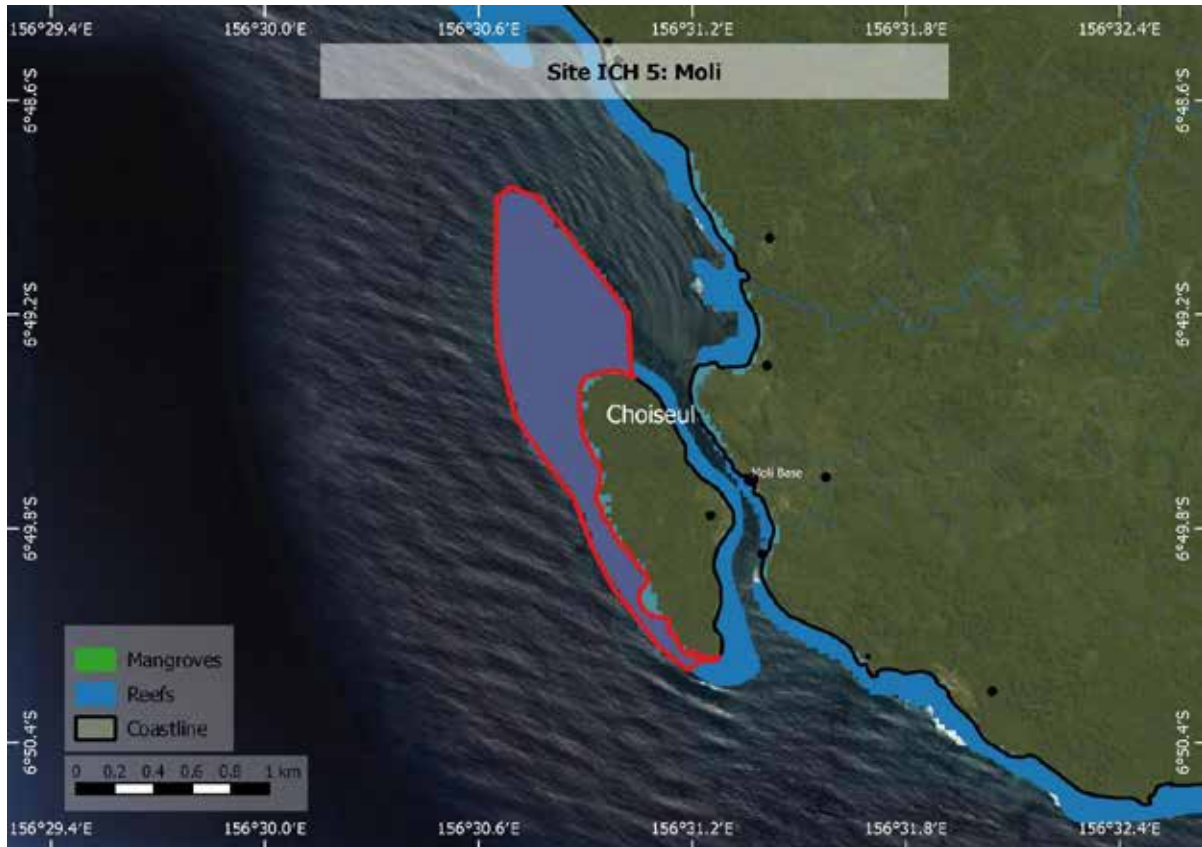 156°29.4'E 156°30.0'E 156°30.6'E 156°31.2'E 156°31.8'E 156°32.4'E
Site ICH 5: Moli
6°48.6'S 6°48.6'S
6°49.2'S 6°49.2'S
Choiseul
Moli Base
6°49.8'S 6°49.8'S
Mangroves
Reefs
Coastline
6°50.4'S 6°50.4'S
0 0.2 0.4 0.6 0.8 1 km
156°29.4'E 156°30.0'E 156°30.6'E 156°31.2'E 156°31.8'E 156°32.4'E